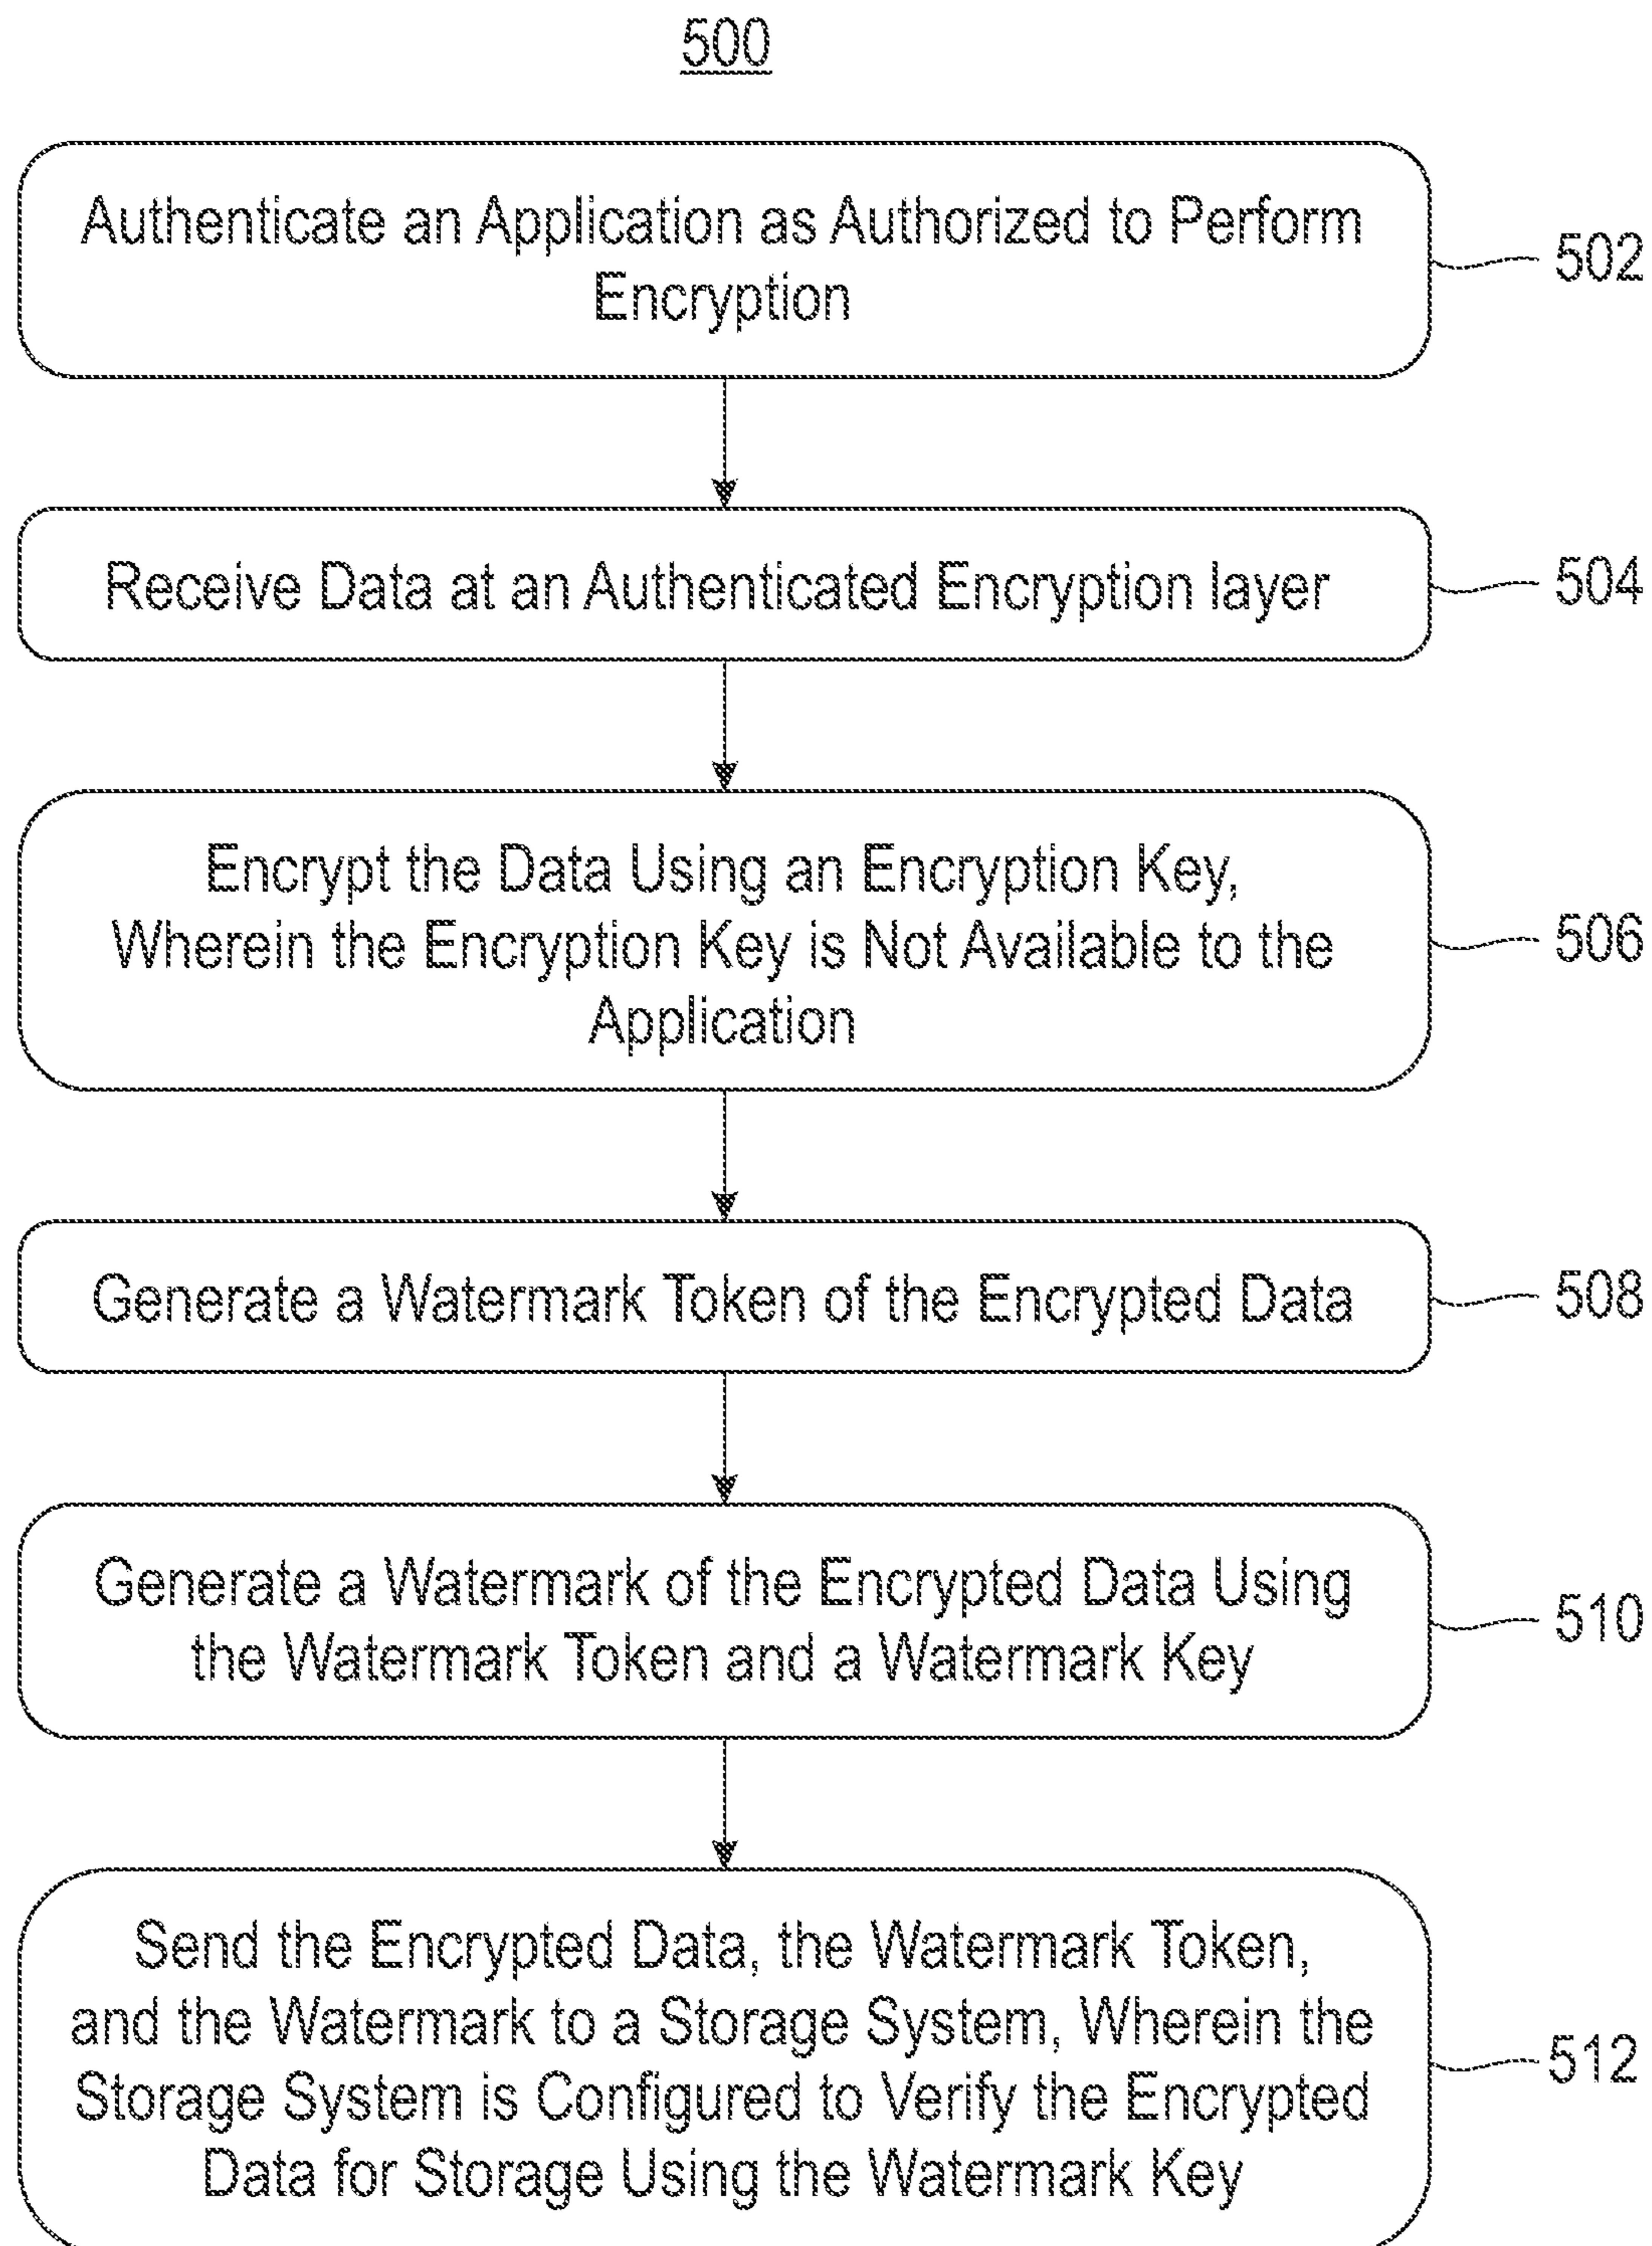 500
Authenticate an Application as Authorized to Perform
Encryption
502
Receive Data at an Authenticated Encryption layer
504
Encrypt the Data Using an Encryption Key,
Wherein the Encryption Key is Not Available to the
Application
506
Generate a Watermark Token of the Encrypted Data
508
Generate a Watermark of the Encrypted Data Using
the Watermark Token and a Watermark Key
510
Send the Encrypted Data, the Watermark Token,
and the Watermark to a Storage System, Wherein the
Storage System is Configured to Verify the Encrypted
Data for Storage Using the Watermark Key
512